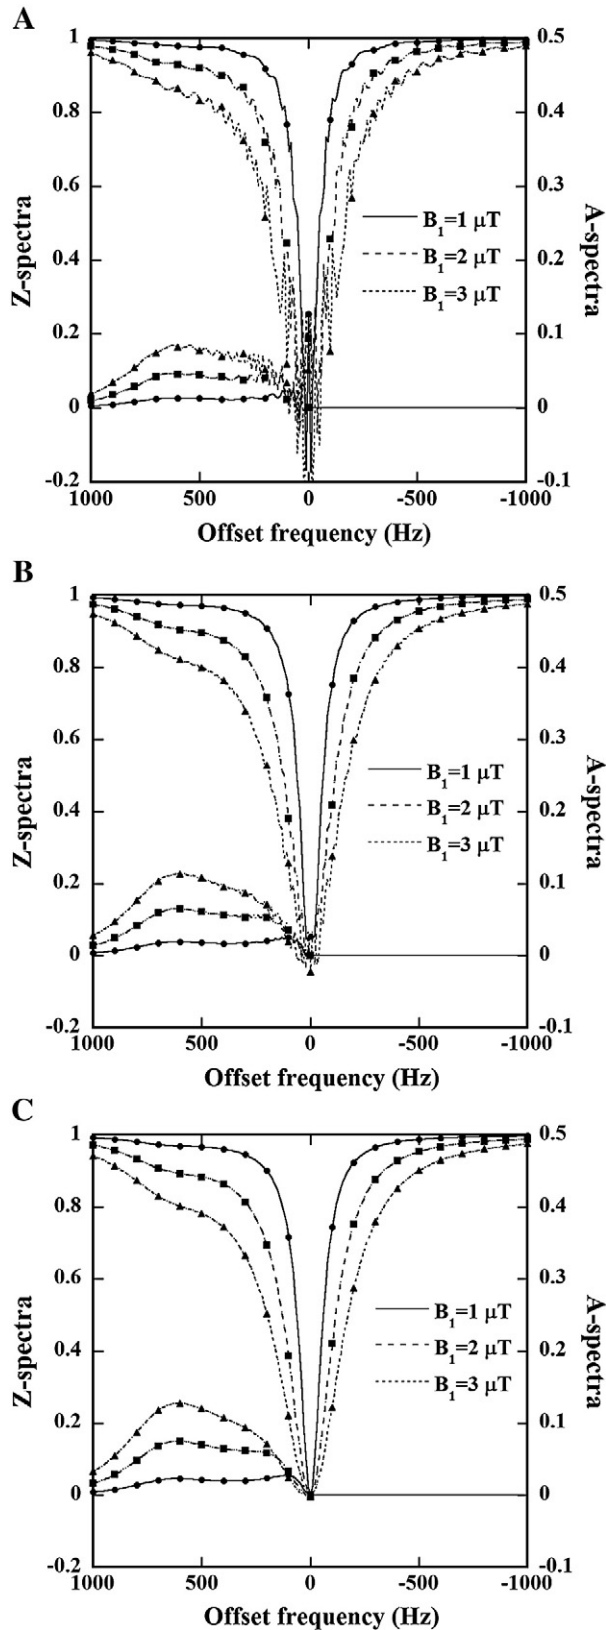 A
1 0.5
0.8 0.4
0.6 0.3
B1=1 μT
0.4 0.2
B1=2 μT
B1=3 μT
0.2 0.1
0 0
-0.2 -0.1
Z-spectra
A-spectra
1000 500 0 -500 -1000
Offset frequency (Hz)
B
1 0.5
0.8 0.4
0.6 0.3
B1=1 μT
0.4 0.2
B1=2 μT
B1=3 μT
0.2 0.1
0 0
-0.2 -0.1
Z-spectra
A-spectra
1000 500 0 -500 -1000
Offset frequency (Hz)
C
1 0.5
0.8 0.4
0.6 0.3
B1=1 μT
0.4 0.2
B1=2 μT
B1=3 μT
0.2 0.1
0 0
-0.2 -0.1
Z-spectra
A-spectra
1000 500 0 -500 -1000
Offset frequency (Hz)